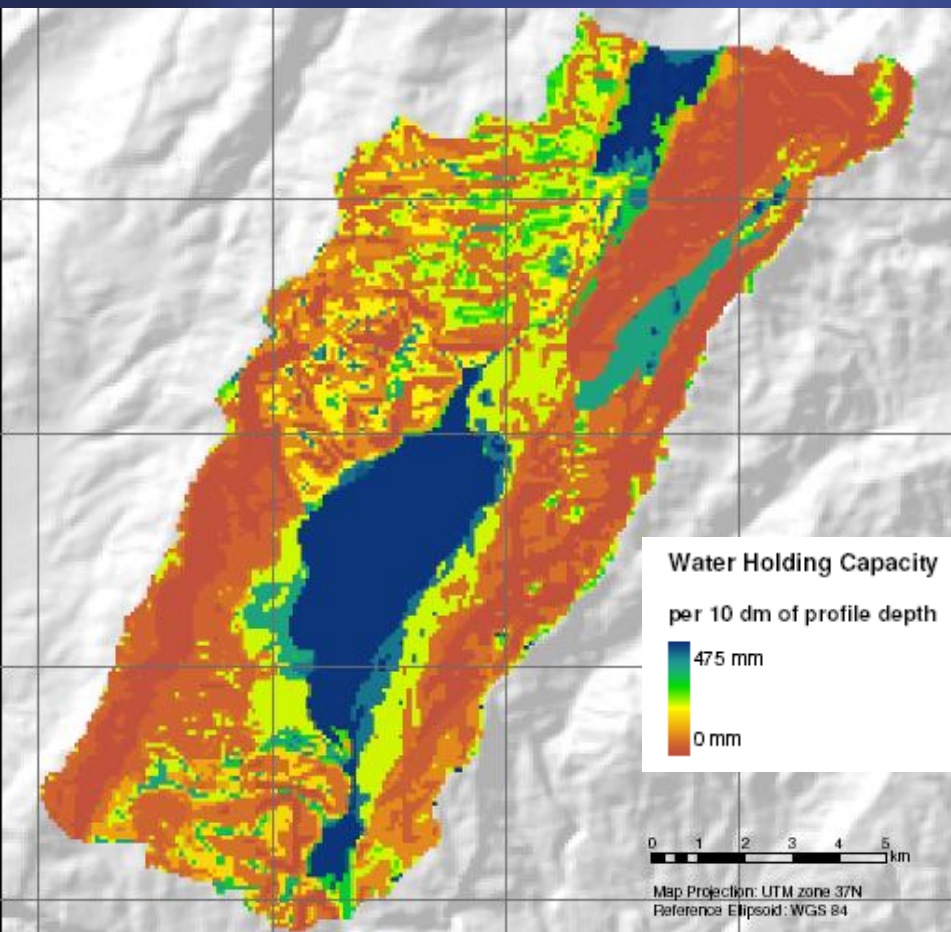 Water Holding Capacity
per 10 dm of profile depth
475 mm
0 mm
0 1 2 3 4 5
km
Map Projection: UTM zone 37N
Reference Ellipsoid: WGS 84